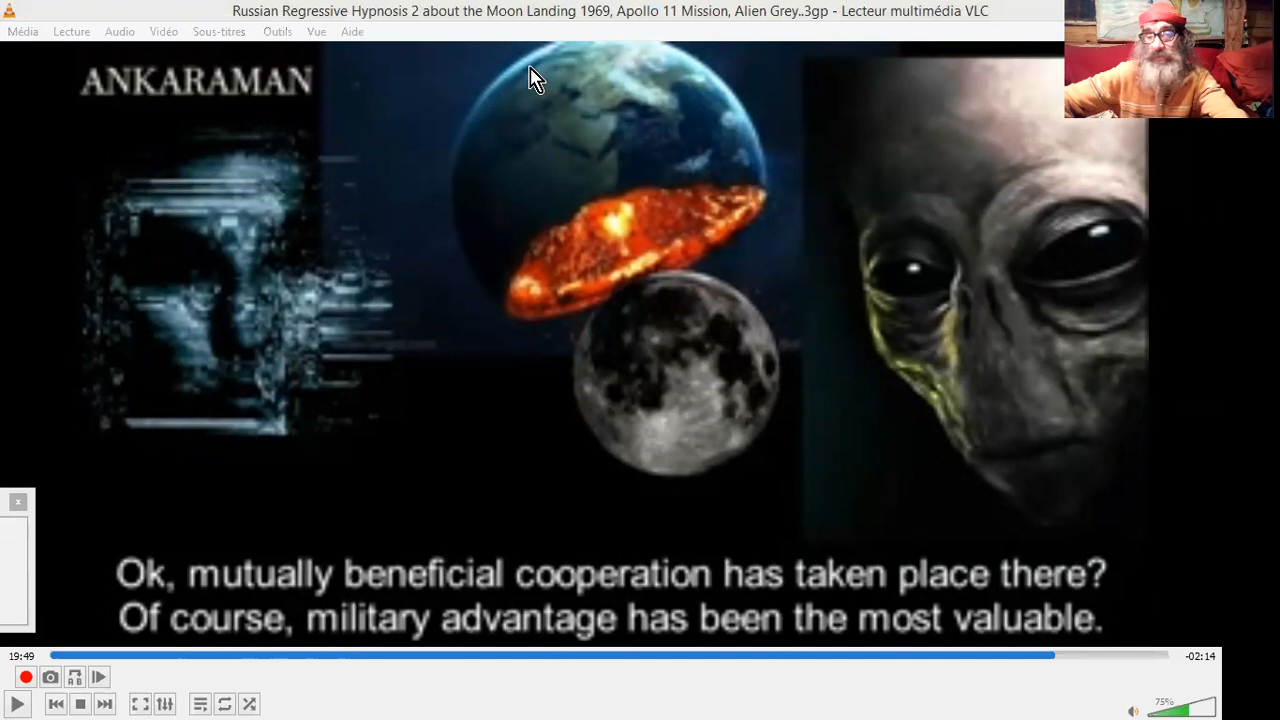 Russian Regressive Hypnosis 2 about the Moon Landing 1969, Apollo 11 Mission, Alien Grey..3gp - Lecteur multimédia VLC
Média Lecture Audio Vidéo Sous-titres Outils Vue Aide
ANKARAMAN
x
Ok, mutually beneficial cooperation has taken place there?
Of course, military advantage has been the most valuable.
19:49 -02:14
A B
75%